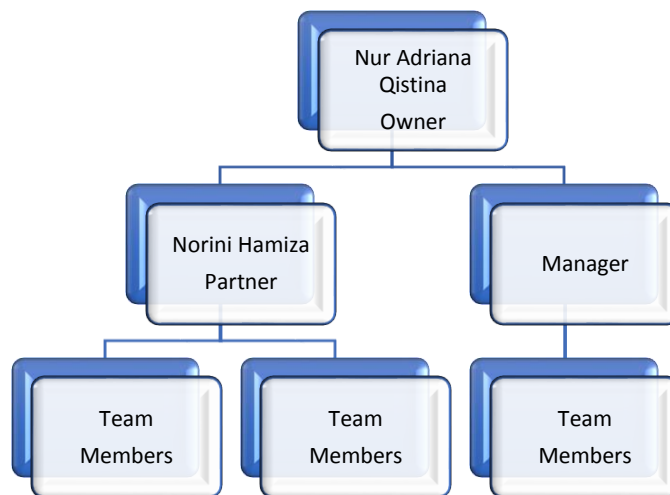 Nur Adriana
Qistina
Owner
Norini Hamiza
Partner
Manager
Team
Members
Team
Members
Team
Members